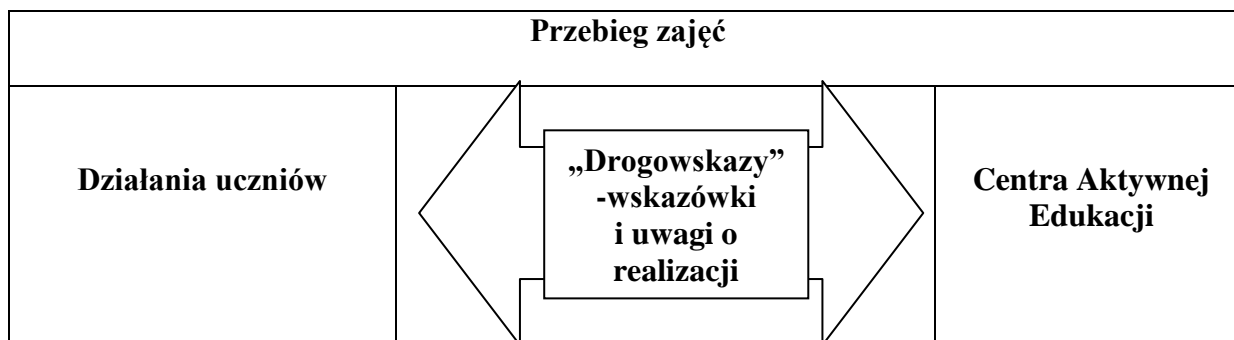 Przebieg zajęć
Działania uczniów
„Drogowskazy”
-wskazówki
i uwagi o
realizacji
Centra Aktywnej
Edukacji